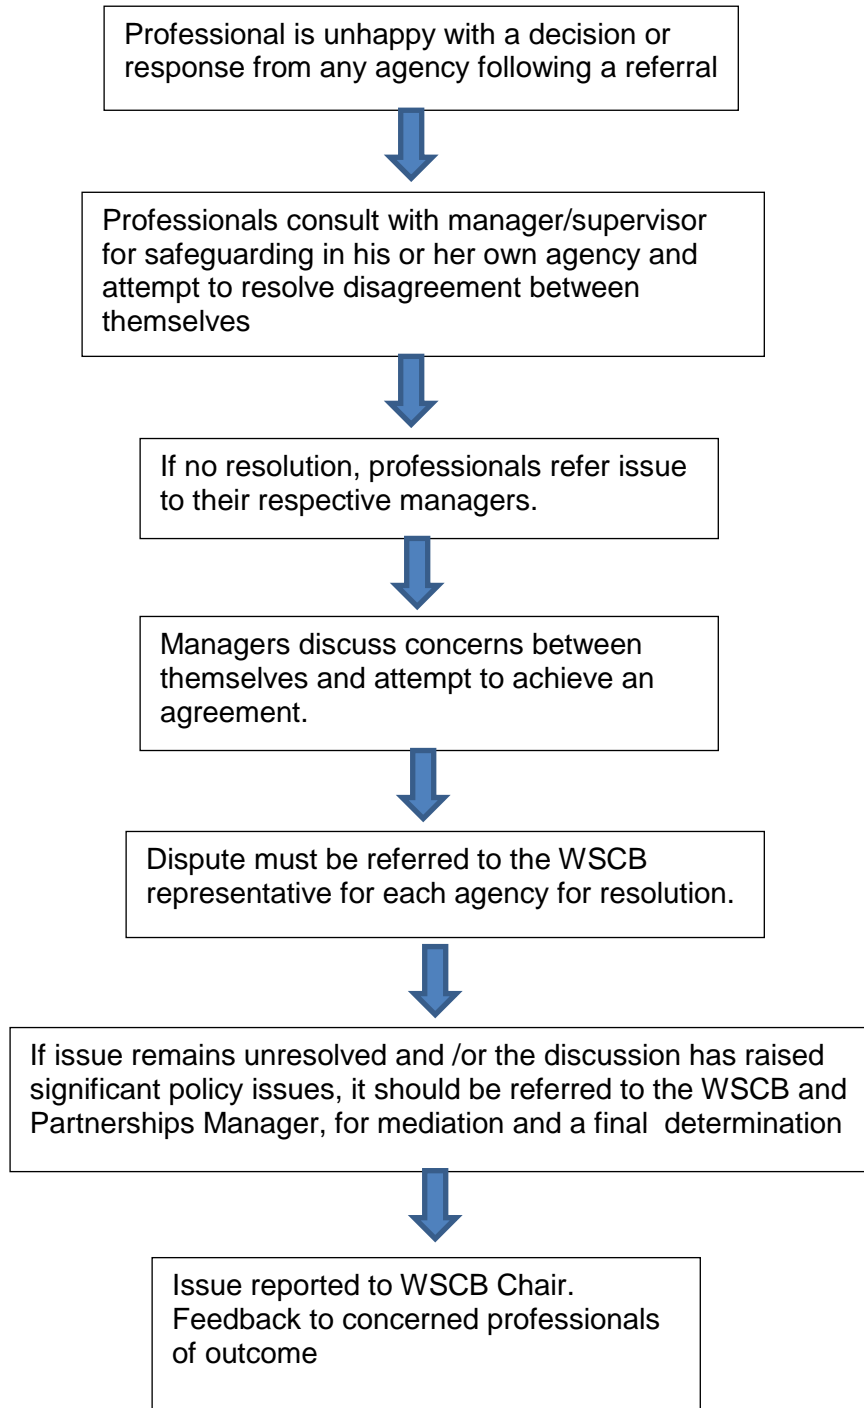 Professional is unhappy with a decision or
response from any agency following a referral
Professionals consult with manager/supervisor
for safeguarding in his or her own agency and
attempt to resolve disagreement between
themselves
If no resolution, professionals refer issue
to their respective managers.
Managers discuss concerns between
themselves and attempt to achieve an
agreement.
Dispute must be referred to the WSCB
representative for each agency for resolution.
If issue remains unresolved and /or the discussion has raised
significant policy issues, it should be referred to the WSCB and
Partnerships Manager, for mediation and a final  determination
Issue reported to WSCB Chair.
Feedback to concerned professionals
of outcome